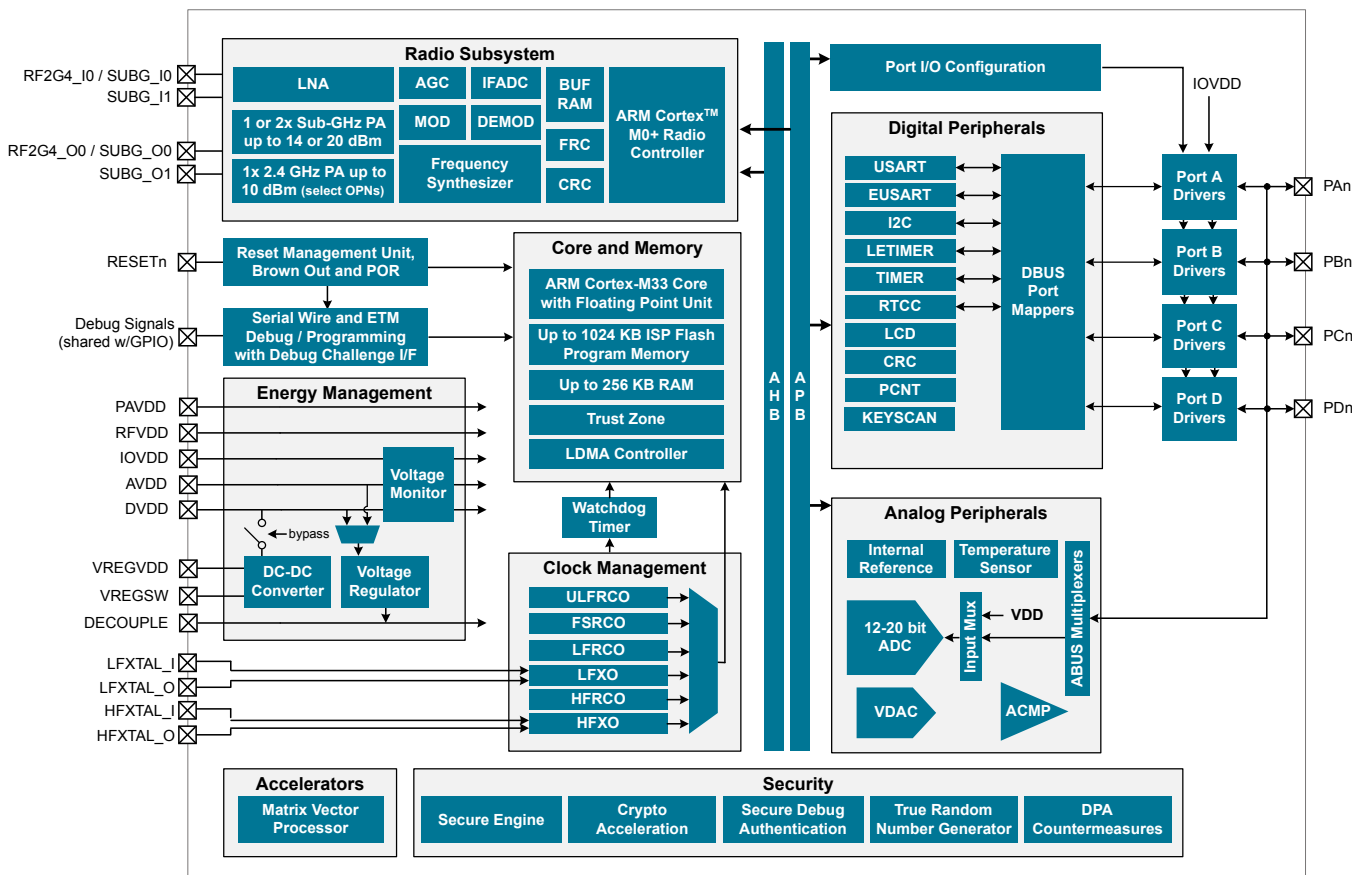 Radio Subsystem
RF2G4_I0 / SUBG_I0
SUBG_I1
RF2G4_O0 / SUBG_O0
SUBG_O1
LNA
1 or 2x Sub-GHz PA
up to 14 or 20 dBm
1x 2.4 GHz PA up to
10 dBm (select OPNs)
AGC
IFADC
MOD
DEMOD
Frequency
Synthesizer
BUF
RAM
FRC
CRC
ARM Cortex™
M0+ Radio
Controller
RESETn
Reset Management Unit,
Brown Out and POR
Debug Signals
(shared w/GPIO)
Serial Wire and ETM
Debug / Programming
with Debug Challenge I/F
Core and Memory
ARM Cortex-M33 Core
with Floating Point Unit
Up to 1024 KB ISP Flash
Program Memory
Up to 256 KB RAM
Trust Zone
LDMA Controller
Watchdog
Timer
Energy Management
PAVDD
RFVDD
IOVDD
AVDD
DVDD
VREGVDD
VREGSW
DECOUPLE
Voltage
Monitor
bypass
DC-DC
Converter
Voltage
Regulator
LFXTAL_I
LFXTAL_O
HFXTAL_I
HFXTAL_O
Clock Management
ULFRCO
FSRCO
LFRCO
LFXO
HFRCO
HFXO
AHB
APB
Port I/O Configuration
IOVDD
Digital Peripherals
USART
EUSART
I2C
LETIMER
TIMER
RTCC
LCD
CRC
PCNT
KEYSCAN
DBUS
Port
Mappers
Port A
Drivers
Port B
Drivers
Port C
Drivers
Port D
Drivers
PAn
PBn
PCn
PDn
Analog Peripherals
Internal
Reference
Temperature
Sensor
12-20 bit
ADC
Input Mux
VDD
ABUS Multiplexers
VDAC
ACMP
Accelerators
Matrix Vector
Processor
Security
Secure Engine
Crypto
Acceleration
Secure Debug
Authentication
True Random
Number Generator
DPA
Countermeasures